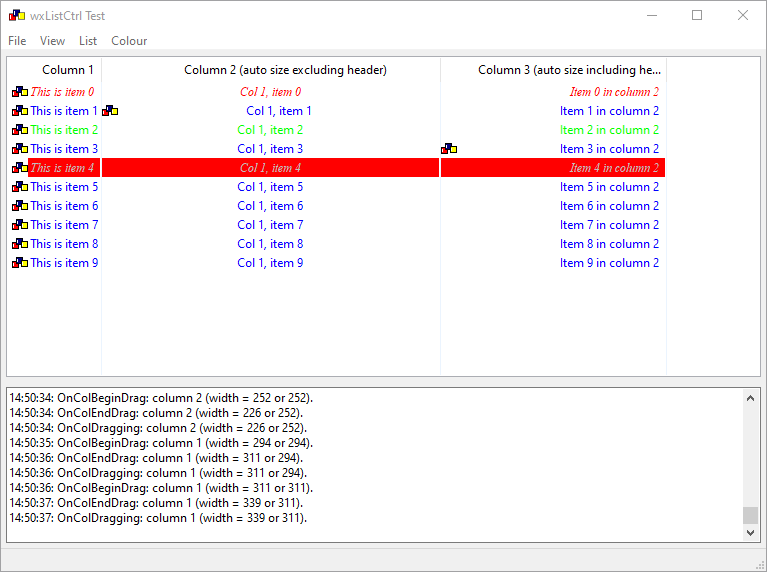 wxListCtrl Test
File View List Colour
Column 1 Column 2 (auto size excluding header) Column 3 (auto size including he...
This is item 0 Col 1, item 0 Item 0 in column 2
This is item 1 Col 1, item 1 Item 1 in column 2
This is item 2 Col 1, item 2 Item 2 in column 2
This is item 3 Col 1, item 3 Item 3 in column 2
This is item 4 Col 1, item 4 Item 4 in column 2
This is item 5 Col 1, item 5 Item 5 in column 2
This is item 6 Col 1, item 6 Item 6 in column 2
This is item 7 Col 1, item 7 Item 7 in column 2
This is item 8 Col 1, item 8 Item 8 in column 2
This is item 9 Col 1, item 9 Item 9 in column 2
14:50:34: OnColBeginDrag: column 2 (width = 252 or 252).
14:50:34: OnColEndDrag: column 2 (width = 226 or 252).
14:50:34: OnColDragging: column 2 (width = 226 or 252).
14:50:35: OnColBeginDrag: column 1 (width = 294 or 294).
14:50:36: OnColEndDrag: column 1 (width = 311 or 294).
14:50:36: OnColDragging: column 1 (width = 311 or 294).
14:50:36: OnColBeginDrag: column 1 (width = 311 or 311).
14:50:37: OnColEndDrag: column 1 (width = 339 or 311).
14:50:37: OnColDragging: column 1 (width = 339 or 311).